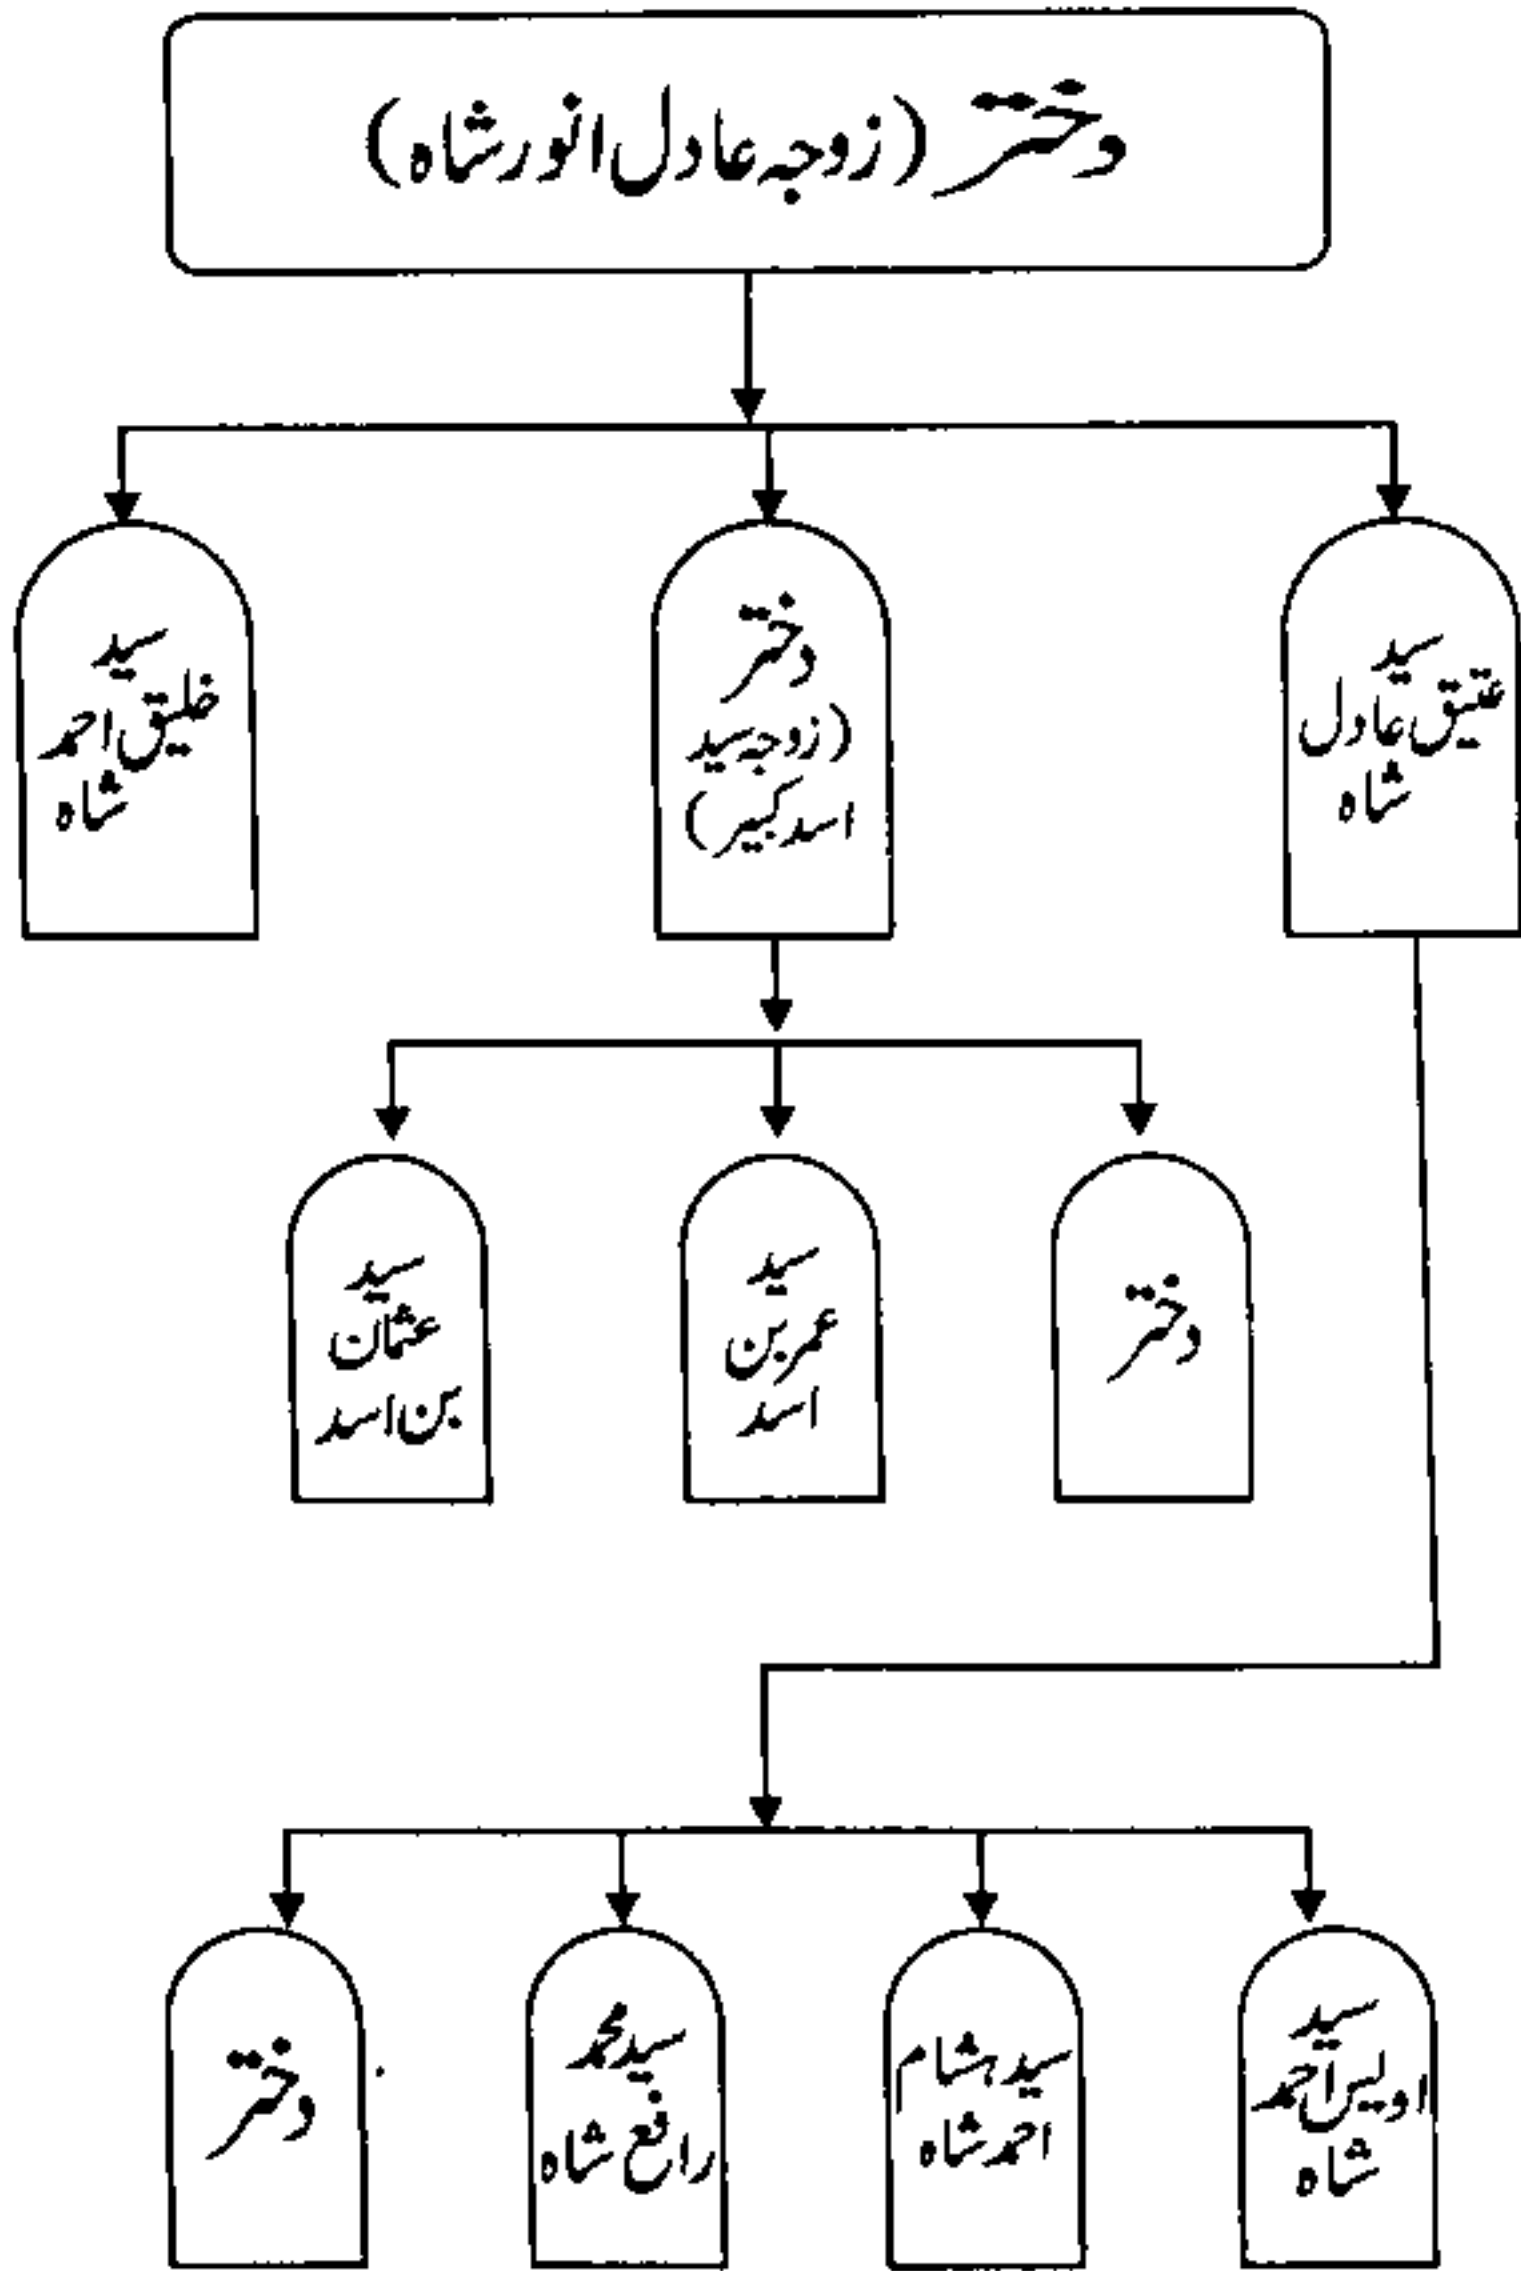 دختر (زوجہ عادل انور شاہ)
سید
عتیق عادل
شاہ
دختر
(زوجہ سید
اسد کبیر)
سید
خلیق احمد
شاہ
دختر
سید
عمر بن
اسد
سید
عثمان
بن اسد
سید
اویس احمد
شاہ
سید ہشام
احمد شاہ
سید محمد
رافع شاہ
دختر